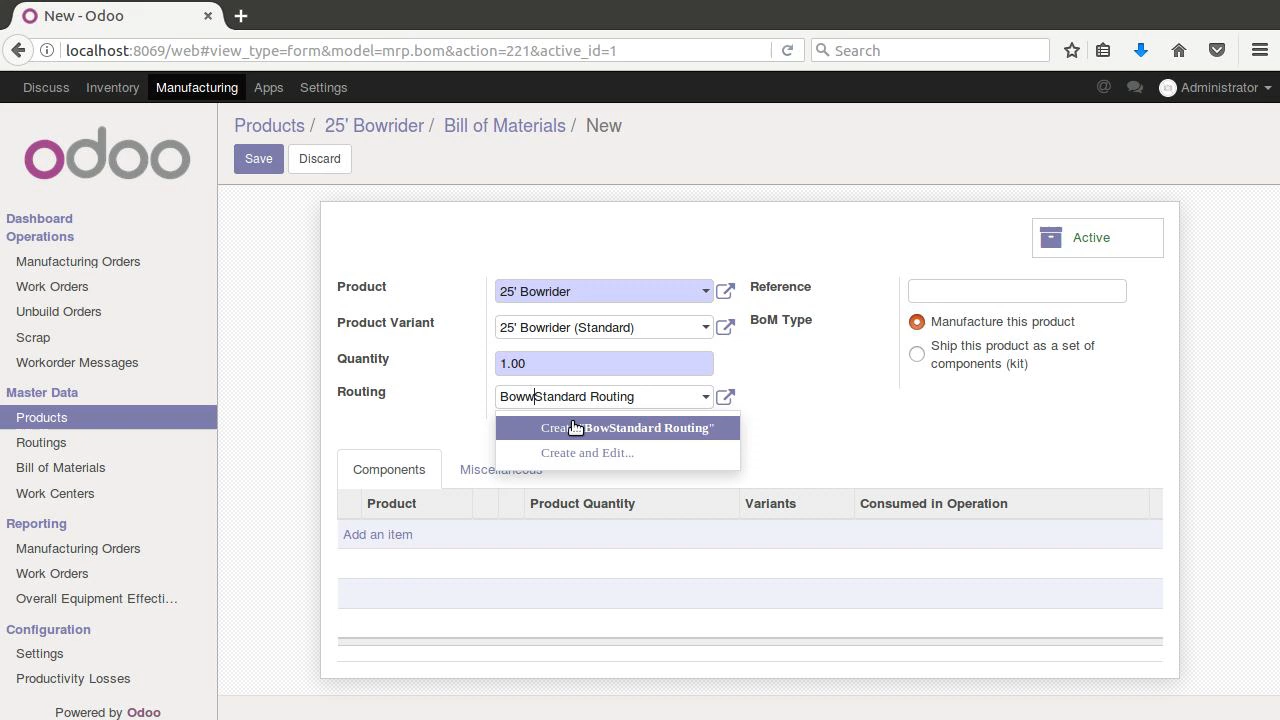 New - Odoo
localhost:8069/web#view_type=form&model=mrp.bom&action=221&active_id=1
Search
Discuss Inventory Manufacturing Apps Settings
@ Administrator
odoo
Products / 25' Bowrider / Bill of Materials / New
Save Discard
Dashboard
Operations
Manufacturing Orders
Work Orders
Unbuild Orders
Scrap
Workorder Messages
Master Data
Products
Routings
Bill of Materials
Work Centers
Reporting
Manufacturing Orders
Work Orders
Overall Equipment Effecti...
Configuration
Settings
Productivity Losses
Powered by Odoo
Active
Product 25' Bowrider
Product Variant 25' Bowrider (Standard)
Quantity 1.00
Routing BowwStandard Routing
"BowStandard Routing"
Create and Edit...
Reference
BoM Type Manufacture this product
Ship this product as a set of
components (kit)
Components Miscellaneous
Product Product Quantity Variants Consumed in Operation
Add an item